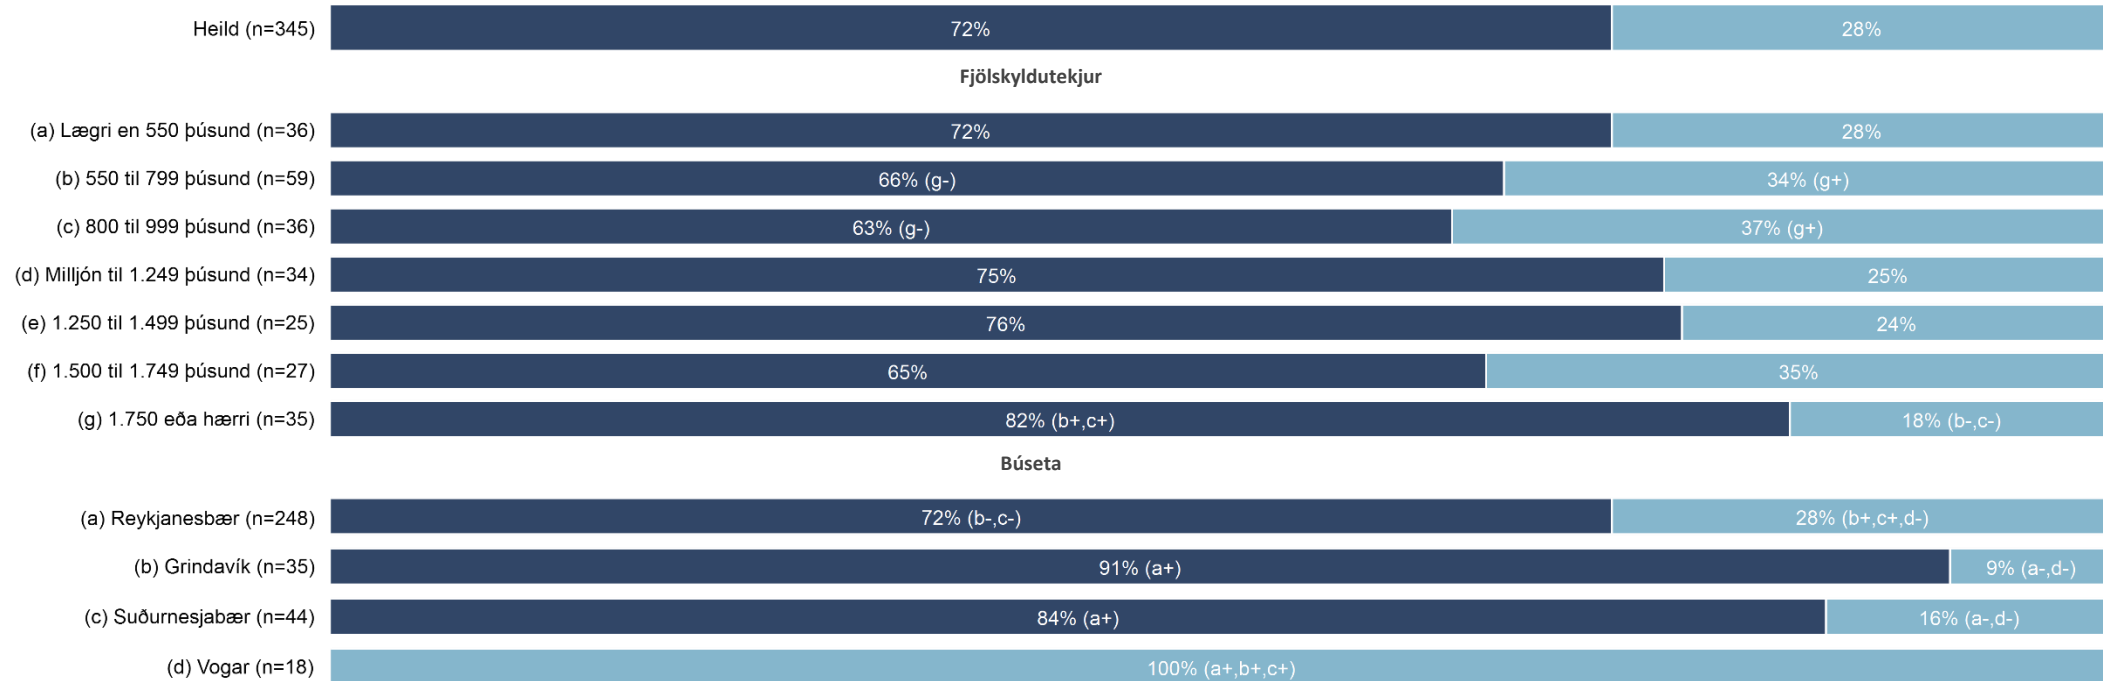 Heild (n=345) 72% 28%
Fjölskyldutekjur
(a) Lægri en 550 þúsund (n=36) 72% 28%
(b) 550 til 799 þúsund (n=59) 66% (g-) 34% (g+)
(c) 800 til 999 þúsund (n=36) 63% (g-) 37% (g+)
(d) Milljón til 1.249 þúsund (n=34) 75% 25%
(e) 1.250 til 1.499 þúsund (n=25) 76% 24%
(f) 1.500 til 1.749 þúsund (n=27) 65% 35%
(g) 1.750 eða hærri (n=35) 82% (b+,c+) 18% (b-,c-)
Búseta
(a) Reykjanesbær (n=248) 72% (b-,c-) 28% (b+,c+,d-)
(b) Grindavík (n=35) 91% (a+) 9% (a-,d-)
(c) Suðurnesjabær (n=44) 84% (a+) 16% (a-,d-)
(d) Vogar (n=18) 100% (a+,b+,c+)